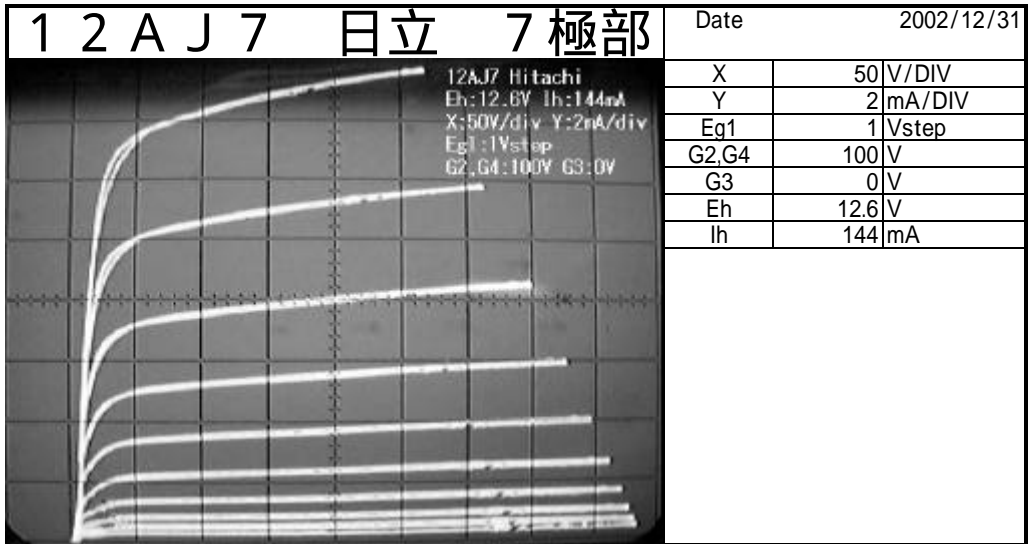 １２ＡＪ７　日立　７極部
Date 2002/12/31
12AJ7 Hitachi
Eh:12.6V Ih:144mA
X:50V/div Y:2mA/div
Eg1:1Vstep
G2,G4:100V G3:0V
X 50 V/DIV
Y 2 mA/DIV
Eg1 1 Vstep
G2,G4 100 V
G3 0 V
Eh 12.6 V
Ih 144 mA